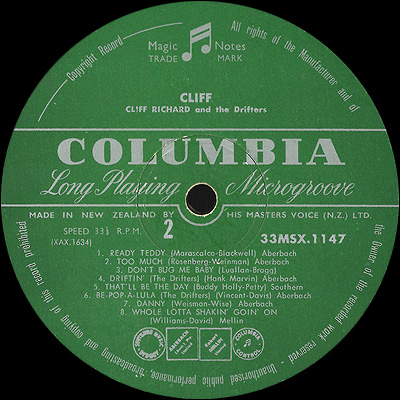 Copyright Record
All rights of the Manufacturer and of
the Owner of the recorded work reserved
Unauthorised public performance, broadcasting
and copying of this record prohibited
Magic Notes
TRADE MARK
CLIFF
CLIFF RICHARD and the Drifters
COLUMBIA
Long Playing Microgroove
MADE IN NEW ZEALAND BY HIS MASTERS VOICE (N.Z.) LTD.
SPEED 33⅓ R.P.M.
(XAX.1634)
2
33MSX.1147
1. READY TEDDY (Marascalco-Blackwell) Aberbach
2. TOO MUCH (Rosenberg-Weinman) Aberbach
3. DON'T BUG ME BABY (Luallan-Bragg)
4. DRIFTIN' (The Drifters) (Hank Marvin) Aberbach
5. THAT'LL BE THE DAY (Buddy Holly-Petty) Southern
6. BE-BOP-A-LULA (The Drifters) (Vincent-Davis) Aberbach
7. DANNY (Weisman-Wise) Aberbach
8. WHOLE LOTTA SHAKIN' GOIN' ON
(Williams-David) Mellin
COLUMBIA
CONTROL